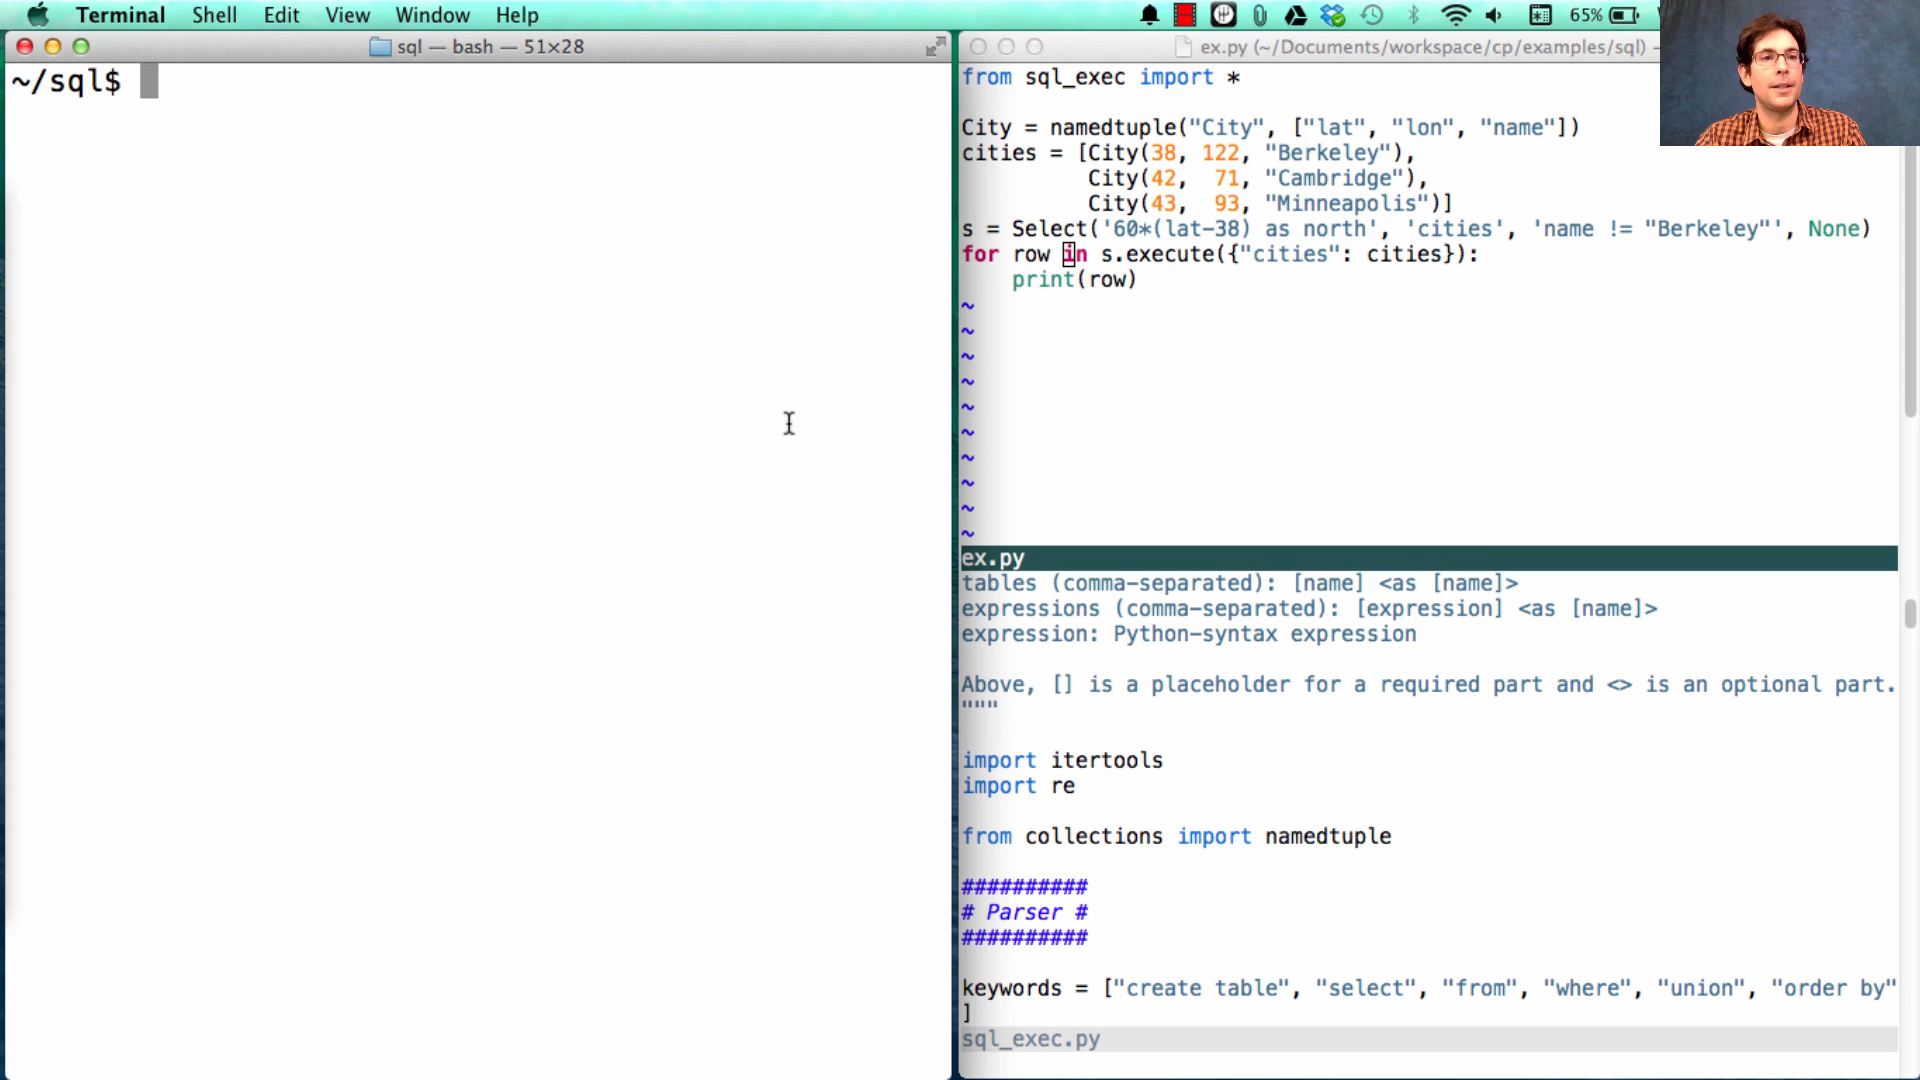 Terminal Shell Edit View Window Help 65%
sql — bash — 51×28
~/sql$
ex.py (~/Documents/workspace/cp/examples/sql) –
from sql_exec import *
City = namedtuple("City", ["lat", "lon", "name"])
cities = [City(38, 122, "Berkeley"),
City(42, 71, "Cambridge"),
City(43, 93, "Minneapolis")]
s = Select('60*(lat-38) as north', 'cities', 'name != "Berkeley"', None)
for row in s.execute({"cities": cities}):
print(row)
~
~
~
~
~
~
~
~
~
~
ex.py
tables (comma-separated): [name] <as [name]>
expressions (comma-separated): [expression] <as [name]>
expression: Python-syntax expression
Above, [] is a placeholder for a required part and <> is an optional part.
"""
import itertools
import re
from collections import namedtuple
##########
# Parser #
##########
keywords = ["create table", "select", "from", "where", "union", "order by"
]
sql_exec.py